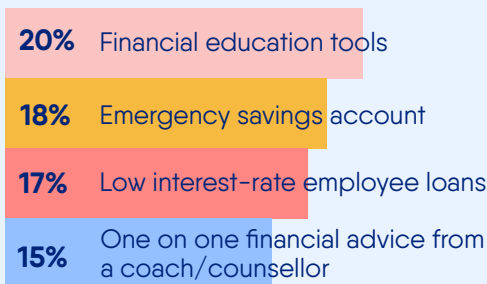 20% Financial education tools
18% Emergency savings account
17% Low interest-rate employee loans
15% One on one financial advice from
a coach/counsellor